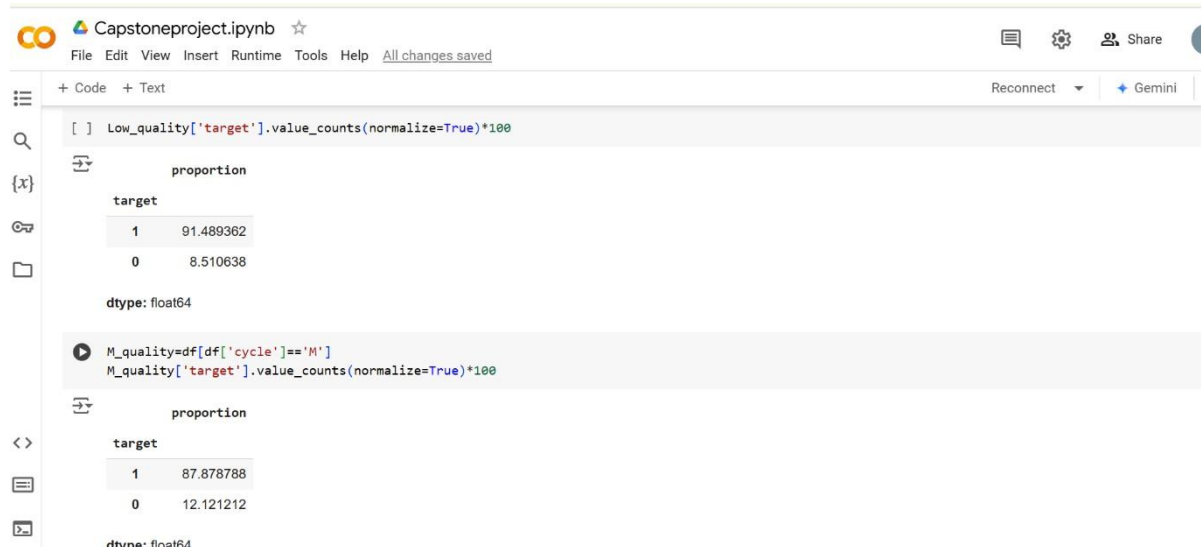 CO Capstoneproject.ipynb
File Edit View Insert Runtime Tools Help All changes saved
Share
+ Code + Text
Reconnect Gemini
[ ] Low_quality['target'].value_counts(normalize=True)*100
proportion
target
1 91.489362
0 8.510638
dtype: float64
{x}
M_quality=df[df['cycle']=='M']
M_quality['target'].value_counts(normalize=True)*100
proportion
target
1 87.878788
0 12.121212
dtype: float64